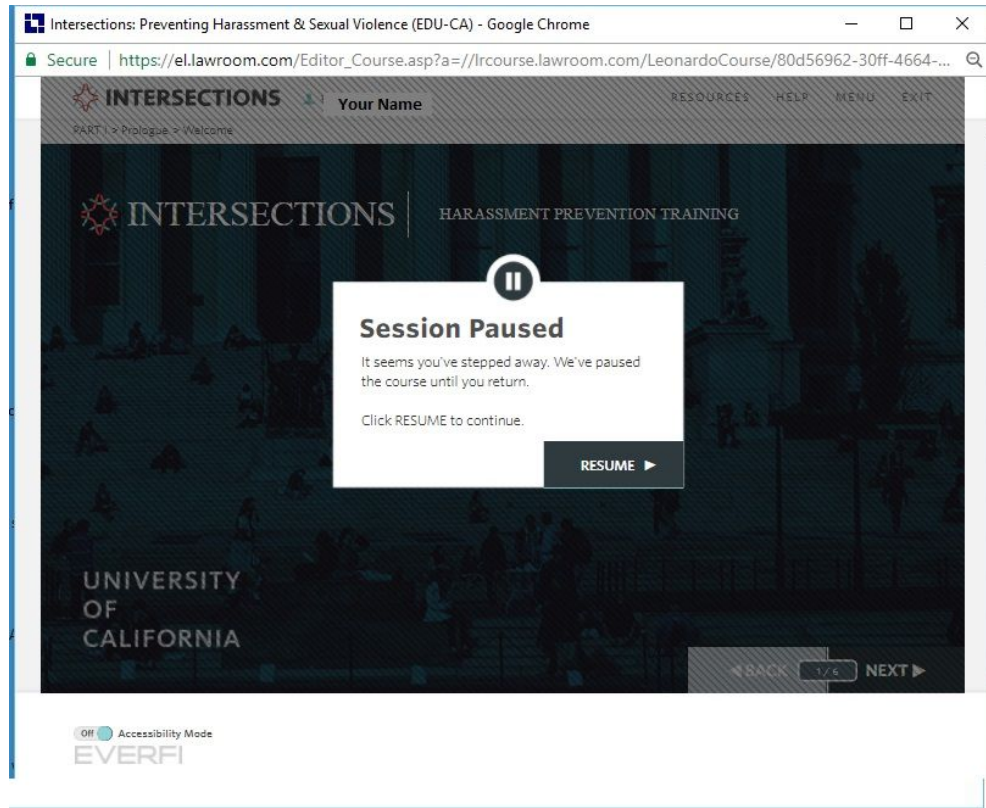 Intersections: Preventing Harassment & Sexual Violence (EDU-CA) - Google Chrome
Secure | https://el.lawroom.com/Editor_Course.asp?a=//lrcourse.lawroom.com/LeonardoCourse/80d56962-30ff-4664-...
INTERSECTIONS Your Name RESOURCES HELP MENU EXIT
PART I > Prologue > Welcome
INTERSECTIONS HARASSMENT PREVENTION TRAINING
Session Paused
It seems you've stepped away. We've paused
the course until you return.
Click RESUME to continue.
RESUME
UNIVERSITY
OF
CALIFORNIA
BACK 1/6 NEXT
Off Accessibility Mode
EVERFI